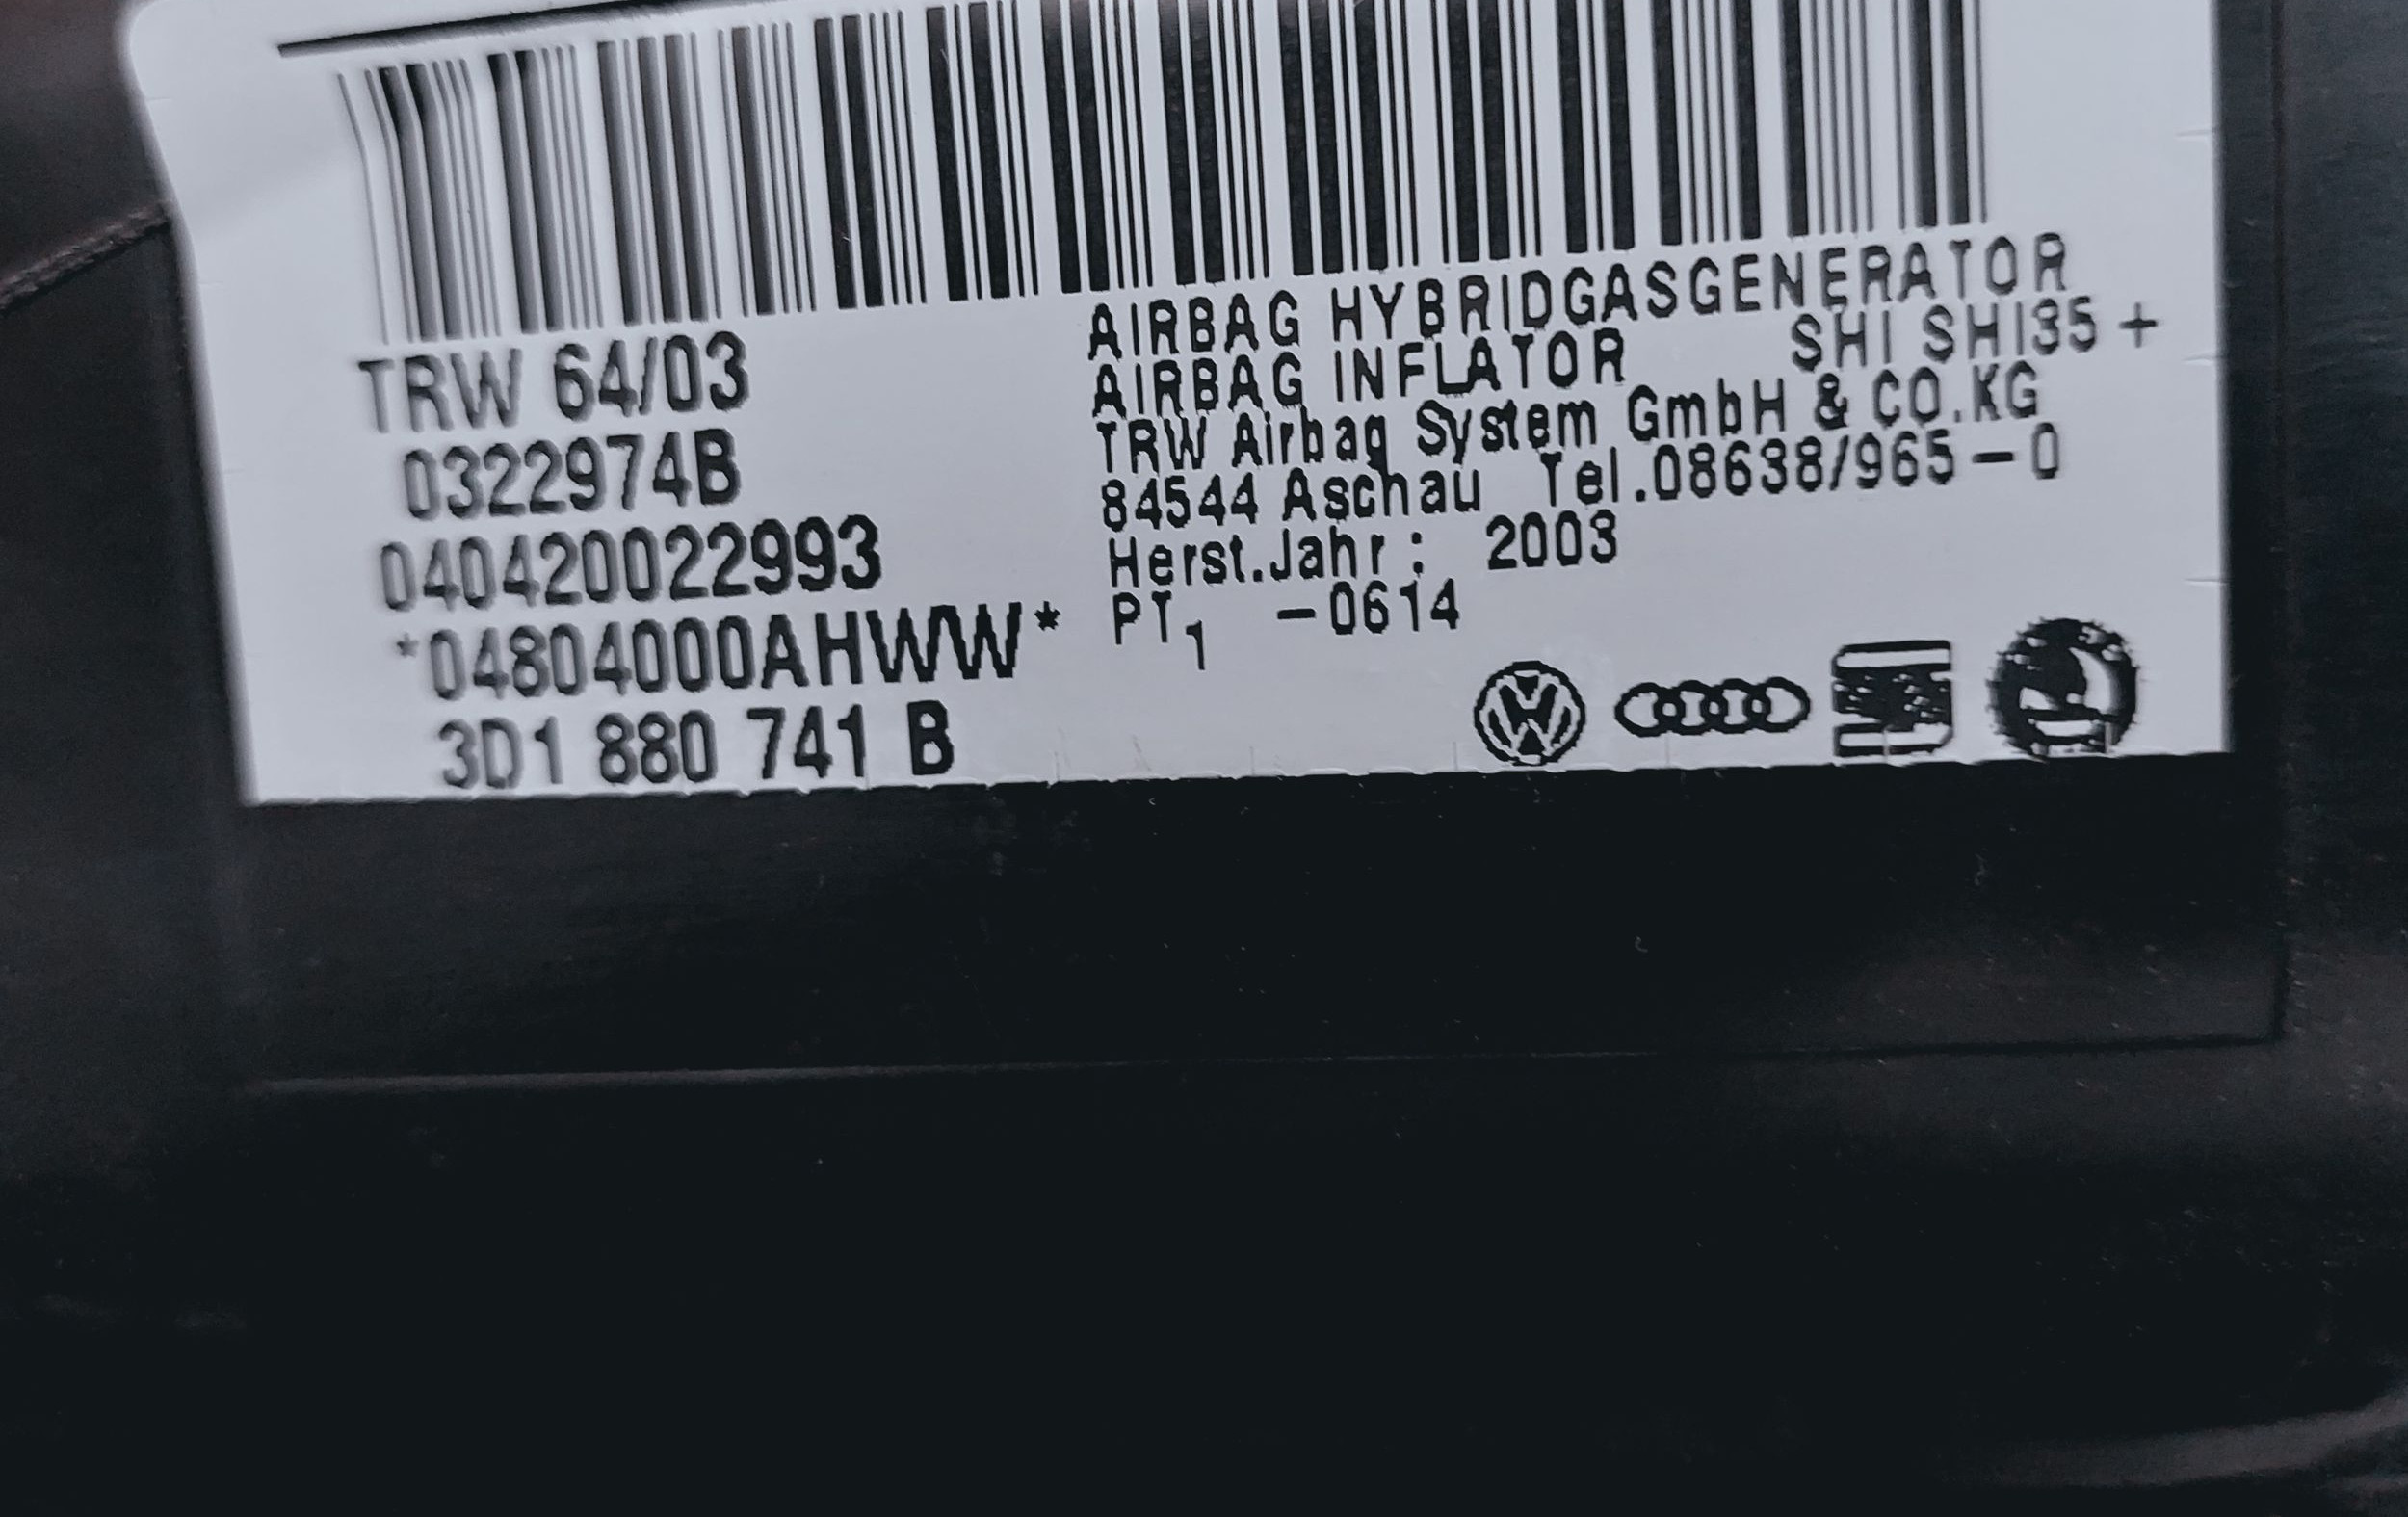 TRW 64/03
0322974B
040420022993
*04804000AHWW*
3D1 880 741 B
AIRBAG HYBRIDGASGENERATOR
AIRBAG INFLATOR SHI SHI35 +
TRW Airbag System GmbH & CO.KG
84544 Aschau Tel.08638/965-0
Herst.Jahr: 2003
PT1 -0614